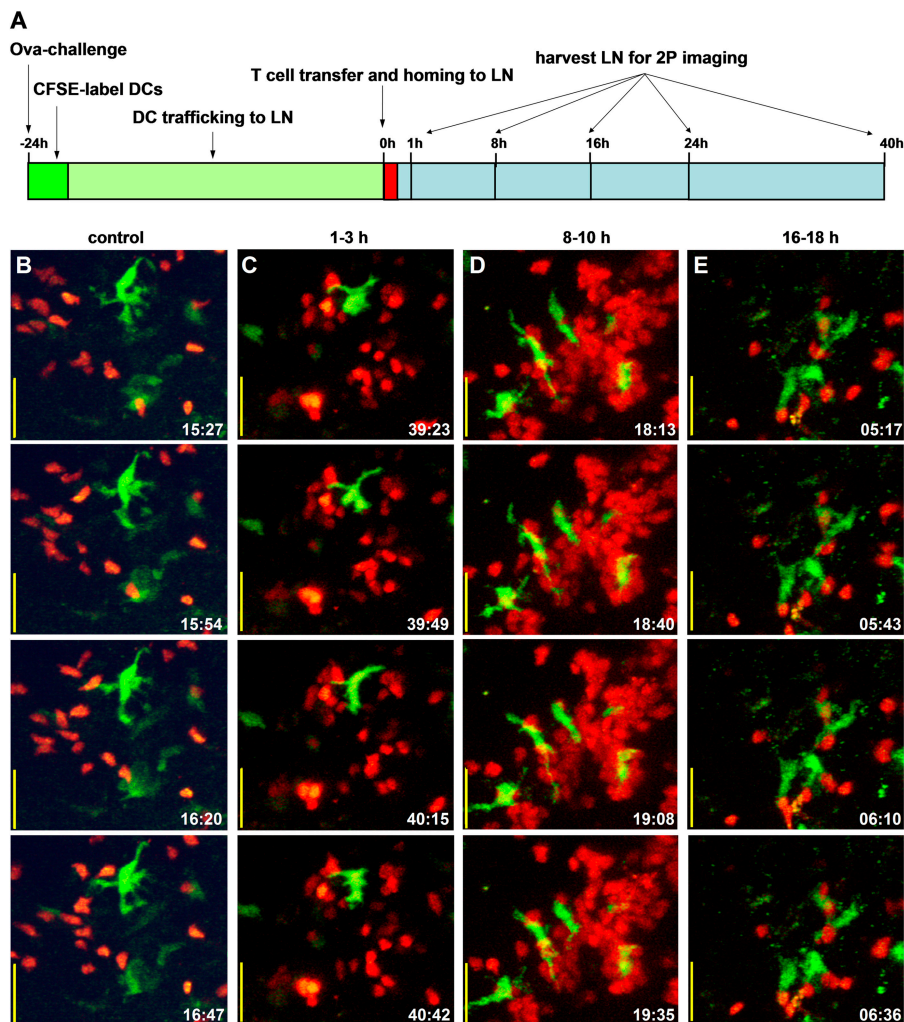 A
Ova-challenge
CFSE-label DCs
DC trafficking to LN
T cell transfer and homing to LN
harvest LN for 2P imaging
-24h 0h 1h 8h 16h 24h 40h
control 1-3 h 8-10 h 16-18 h
B C D E
15:27 39:23 18:13 05:17
15:54 39:49 18:40 05:43
16:20 40:15 19:08 06:10
16:47 40:42 19:35 06:36